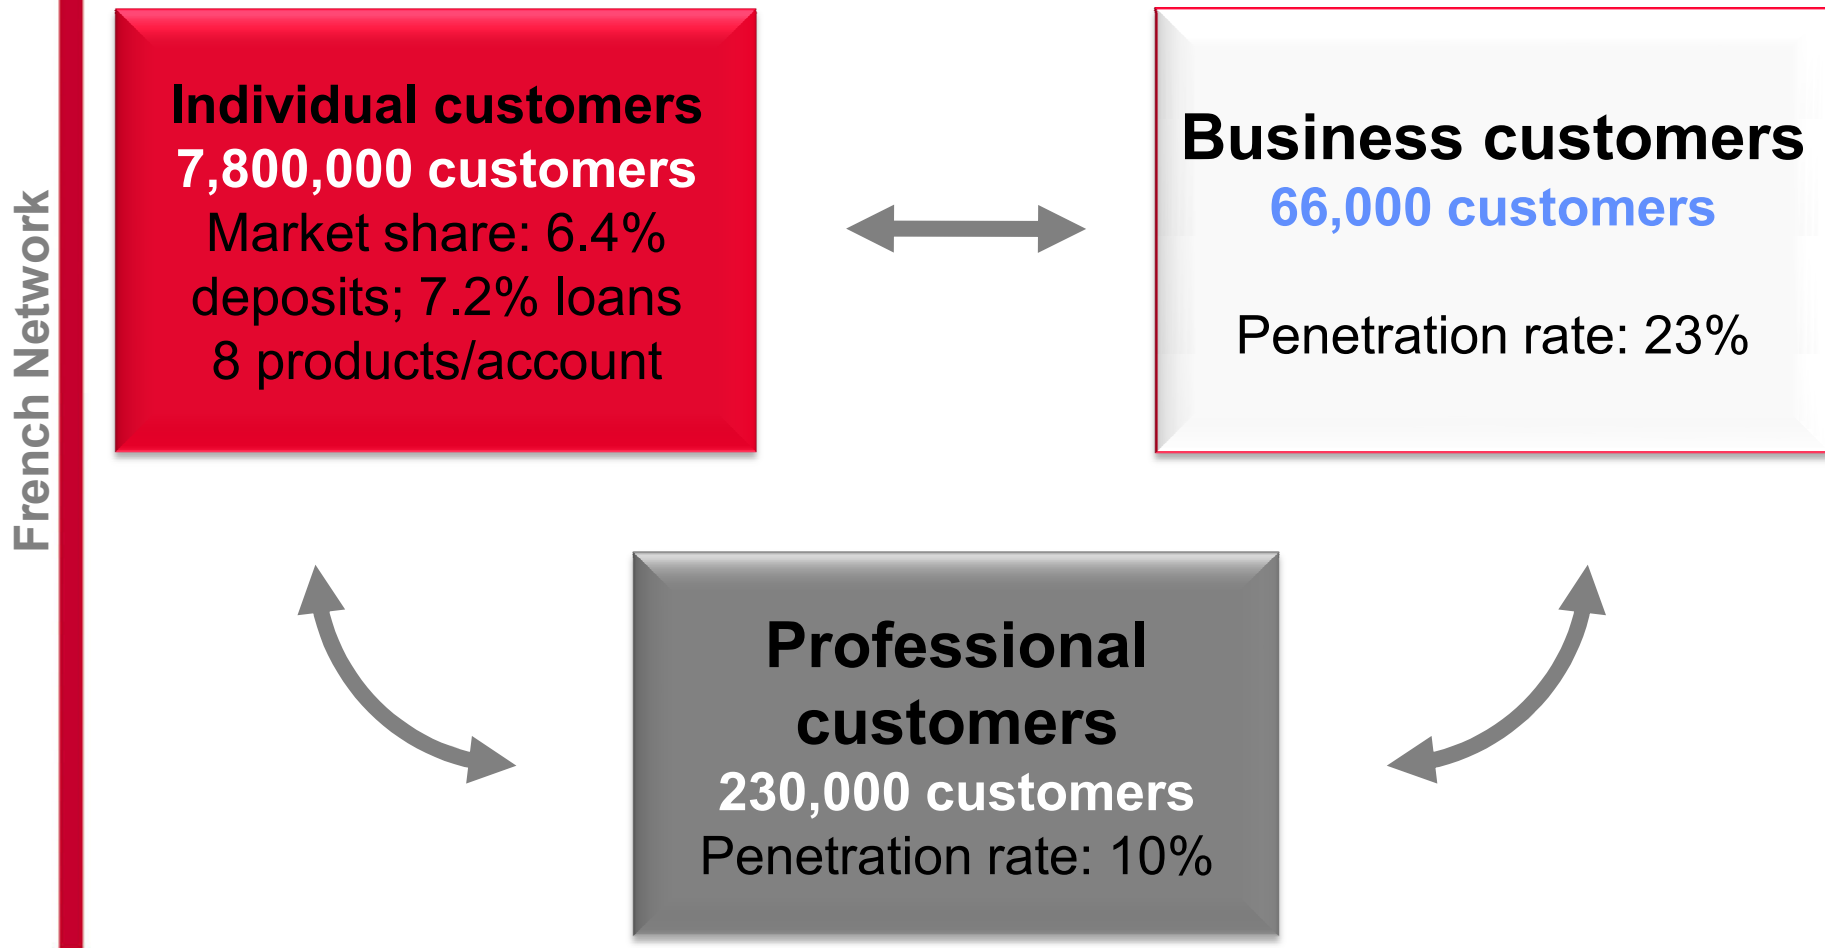 French Network
Individual customers
7,800,000 customers
Market share: 6.4%
deposits; 7.2% loans
8 products/account
Business customers
66,000 customers
Penetration rate: 23%
Professional
customers
230,000 customers
Penetration rate: 10%